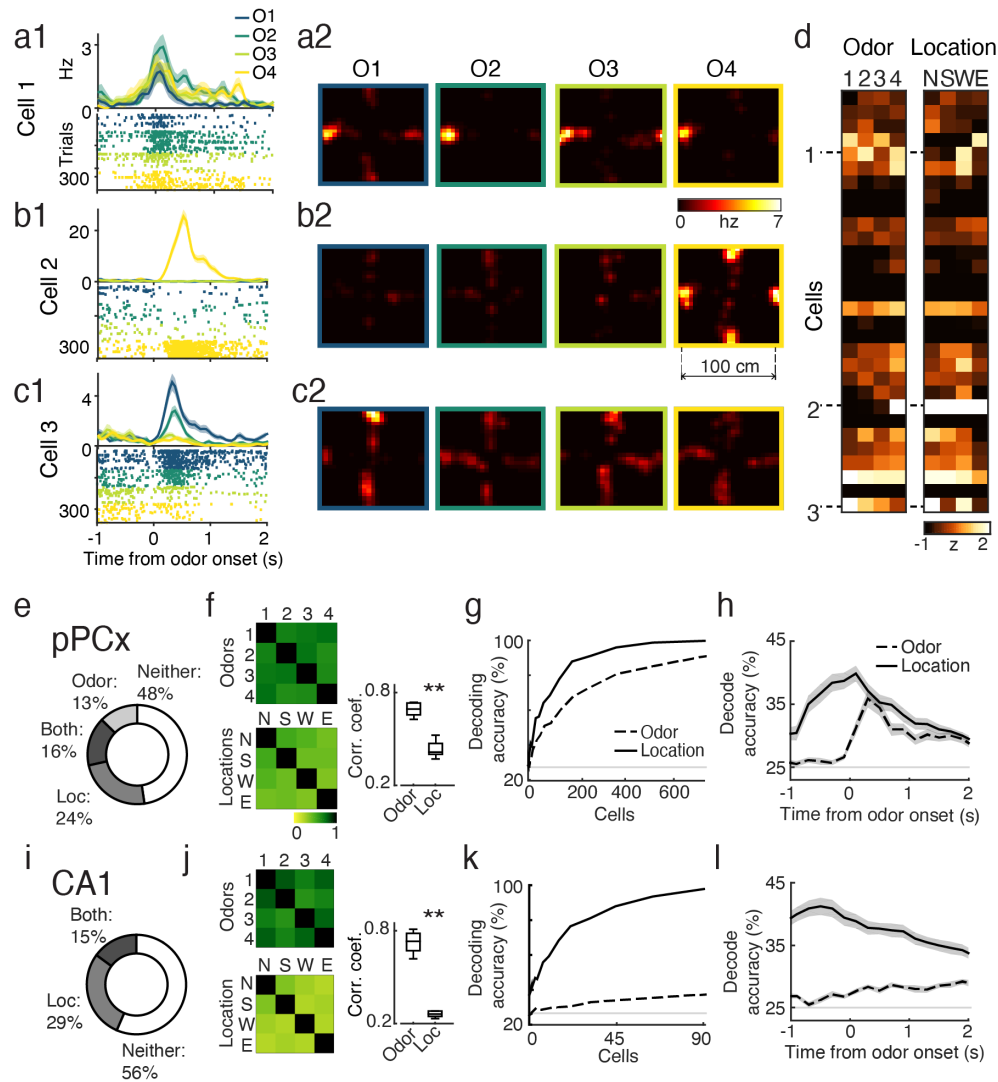 a1
O1
O2
O3
O4
3
Hz
0
Cell 1
0
Trials
300
-1 0 1 2
a2
O1 O2 O3 O4
0 hz 7
b1
20
0
Cell 2
0
300
b2
100 cm
c1
4
0
Cell 3
0
300
-1 0 1 2
Time from odor onset (s)
c2
d
Odor Location
1234 NSWE
1
2
3
Cells
-1 z 2
e
pPCx
Odor:
13%
Neither:
48%
Both:
16%
Loc:
24%
f
1 2 3 4
Odors
1
2
3
4
N S W E
Locations
N
S
W
E
0 1
Corr. coef.
0.8
0.2
**
Odor Loc
g
Decoding
accuracy (%)
100
20
Odor
Location
0 200 400 600
Cells
h
Decode
accuracy (%)
45
35
25
Odor
Location
-1 0 1 2
Time from odor onset (s)
i
CA1
Both:
15%
Loc:
29%
Neither:
56%
j
1 2 3 4
Odors
1
2
3
4
N S W E
Location
N
S
W
E
Corr. coef.
0.8
0.2
**
Odor Loc
k
Decoding
accuracy (%)
100
20
0 45 90
Cells
l
Decode
accuracy (%)
45
35
25
-1 0 1 2
Time from odor onset (s)